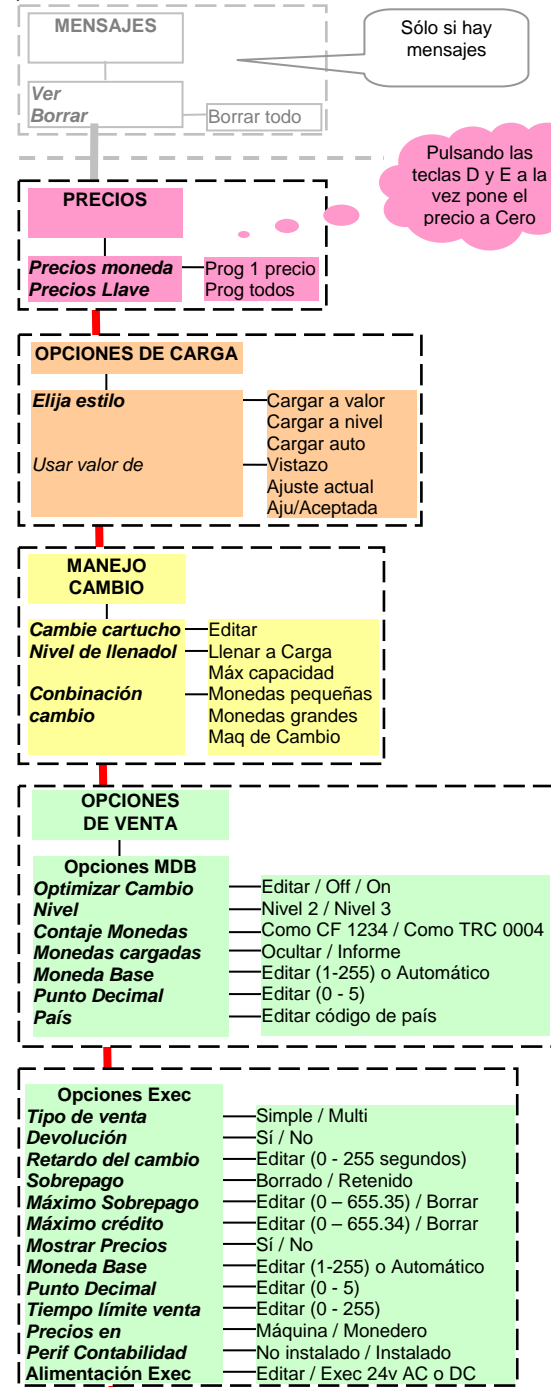 MENSAJES
Sólo si hay
mensajes
Ver
Borrar
Borrar todo
Pulsando las
teclas D y E a la
vez pone el
precio a Cero
PRECIOS
Precios moneda Prog 1 precio
Precios Llave Prog todos
OPCIONES DE CARGA
Elija estilo Cargar a valor
Cargar a nivel
Cargar auto
Usar valor de Vistazo
Ajuste actual
Aju/Aceptada
MANEJO
CAMBIO
Cambie cartucho Editar
Nivel de llenadol Llenar a Carga
Máx capacidad
Conbinación Monedas pequeñas
cambio Monedas grandes
Maq de Cambio
OPCIONES
DE VENTA
Opciones MDB
Optimizar Cambio Editar / Off / On
Nivel Nivel 2 / Nivel 3
Contaje Monedas Como CF 1234 / Como TRC 0004
Monedas cargadas Ocultar / Informe
Moneda Base Editar (1-255) o Automático
Punto Decimal Editar (0 - 5)
País Editar código de país
Opciones Exec
Tipo de venta Simple / Multi
Devolución Sí / No
Retardo del cambio Editar (0 - 255 segundos)
Sobrepago Borrado / Retenido
Máximo Sobrepago Editar (0 – 655.35) / Borrar
Máximo crédito Editar (0 – 655.34) / Borrar
Mostrar Precios Sí / No
Moneda Base Editar (1-255) o Automático
Punto Decimal Editar (0 - 5)
Tiempo límite venta Editar (0 - 255)
Precios en Máquina / Monedero
Perif Contabilidad No instalado / Instalado
Alimentación Exec Editar / Exec 24v AC o DC